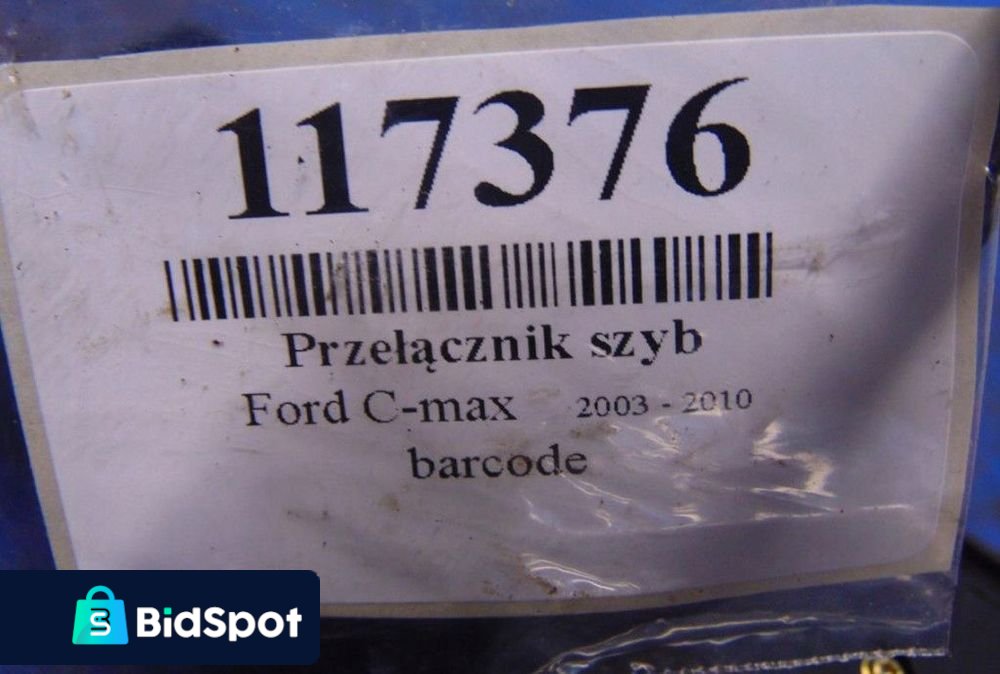 117376
Przełącznik szyb
Ford C-max 2003 - 2010
barcode
BidSpot